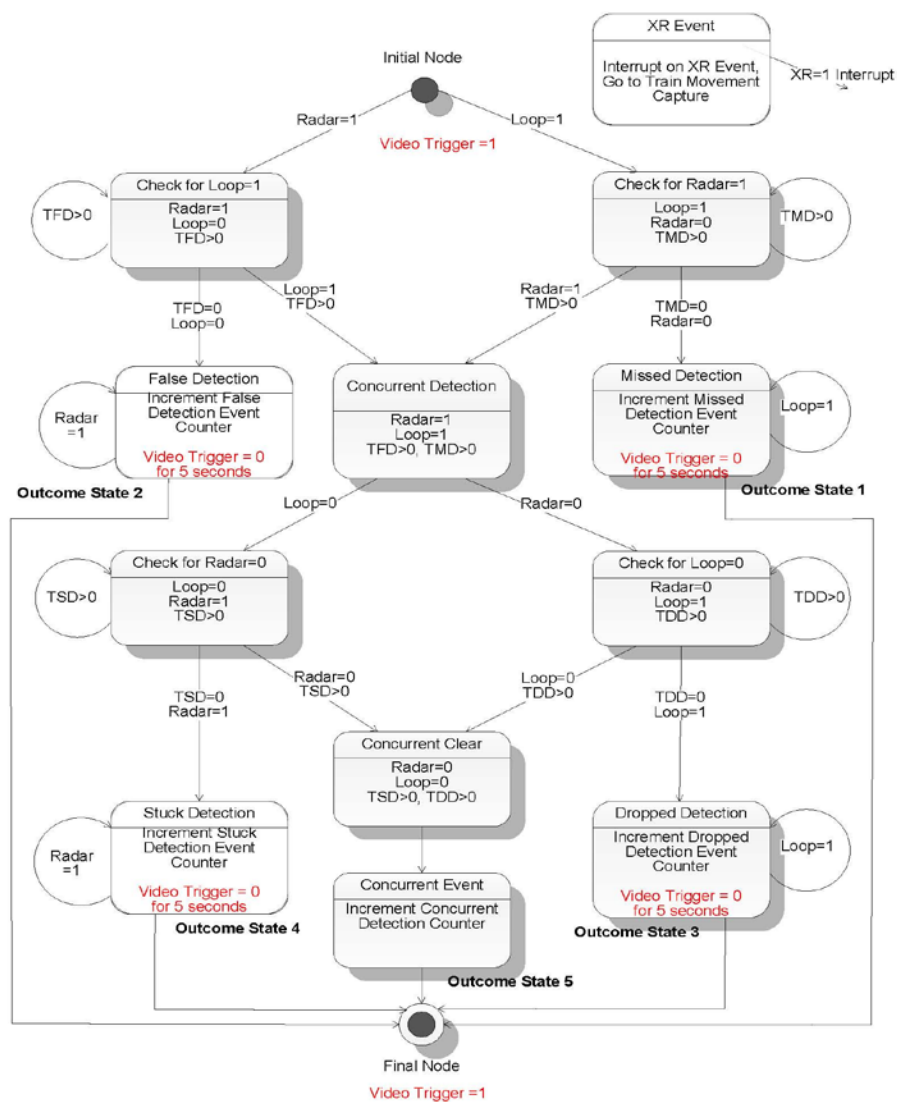 XR Event
Interrupt on XR Event,
Go to Train Movement
Capture
XR=1 Interrupt
Initial Node
Radar=1
Loop=1
Video Trigger =1
Check for Loop=1
Radar=1
Loop=0
TFD>0
TFD>0
Check for Radar=1
Loop=1
Radar=0
TMD>0
TMD>0
TFD=0
Loop=0
Loop=1
TFD>0
Radar=1
TMD>0
TMD=0
Radar=0
False Detection
Increment False
Detection Event
Counter
Video Trigger = 0
for 5 seconds
Radar
=1
Outcome State 2
Concurrent Detection
Radar=1
Loop=1
TFD>0, TMD>0
Missed Detection
Increment Missed
Detection Event
Counter
Video Trigger = 0
for 5 seconds
Loop=1
Outcome State 1
Loop=0
Radar=0
Check for Radar=0
Loop=0
Radar=1
TSD>0
TSD>0
Check for Loop=0
Radar=0
Loop=1
TDD>0
TDD>0
TSD=0
Radar=1
Radar=0
TSD>0
Loop=0
TDD>0
TDD=0
Loop=1
Concurrent Clear
Radar=0
Loop=0
TSD>0, TDD>0
Stuck Detection
Increment Stuck
Detection Event
Counter
Video Trigger = 0
for 5 seconds
Radar
=1
Outcome State 4
Concurrent Event
Increment Concurrent
Detection Counter
Outcome State 5
Dropped Detection
Increment Dropped
Detection Event
Counter
Video Trigger = 0
for 5 seconds
Loop=1
Outcome State 3
Final Node
Video Trigger =1